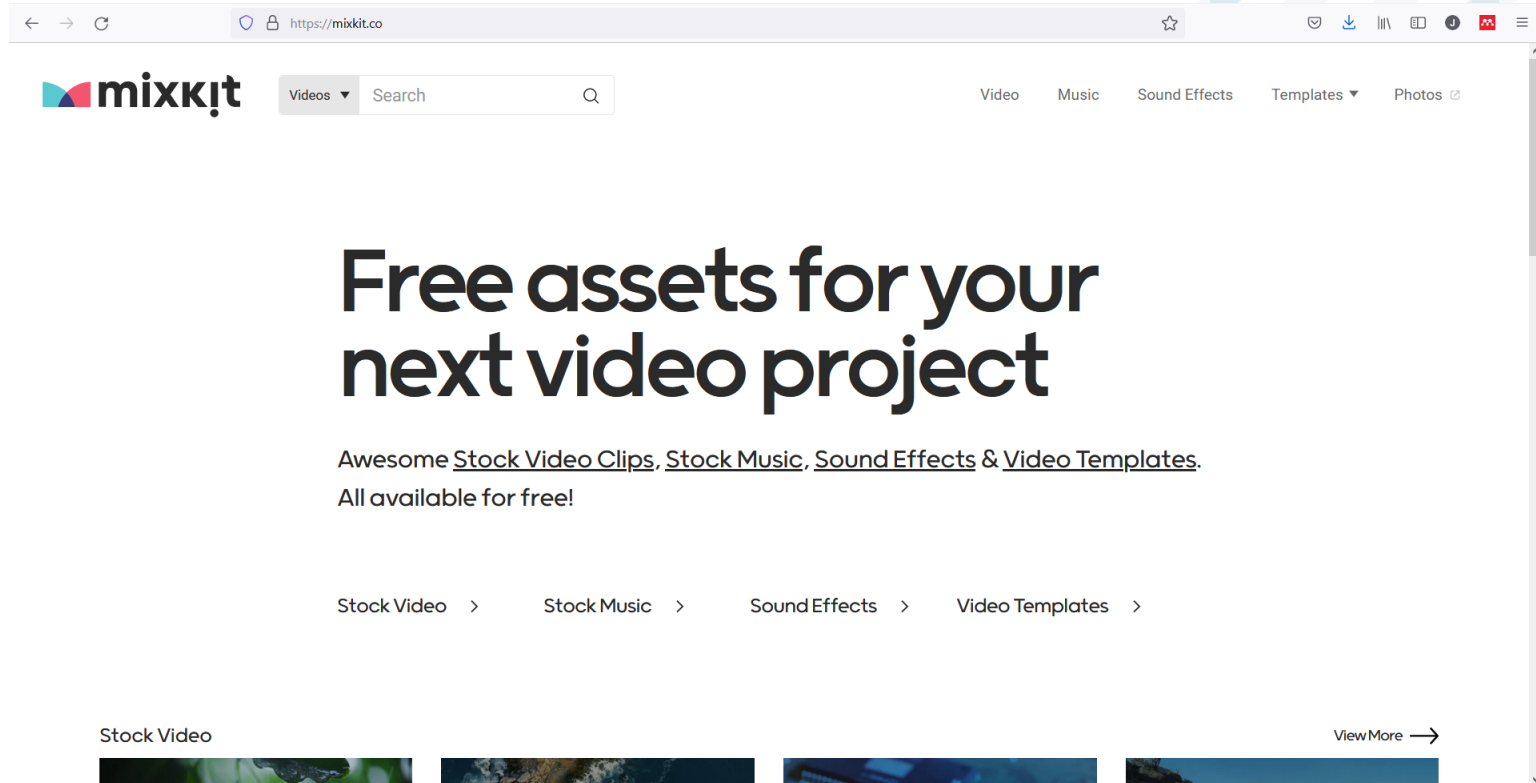 https://mixkit.co
J
mixkit
Videos
Search
Video
Music
Sound Effects
Templates
Photos
Free assets for your
next video project
Awesome Stock Video Clips, Stock Music, Sound Effects & Video Templates.
All available for free!
Stock Video
Stock Music
Sound Effects
Video Templates
Stock Video
View More